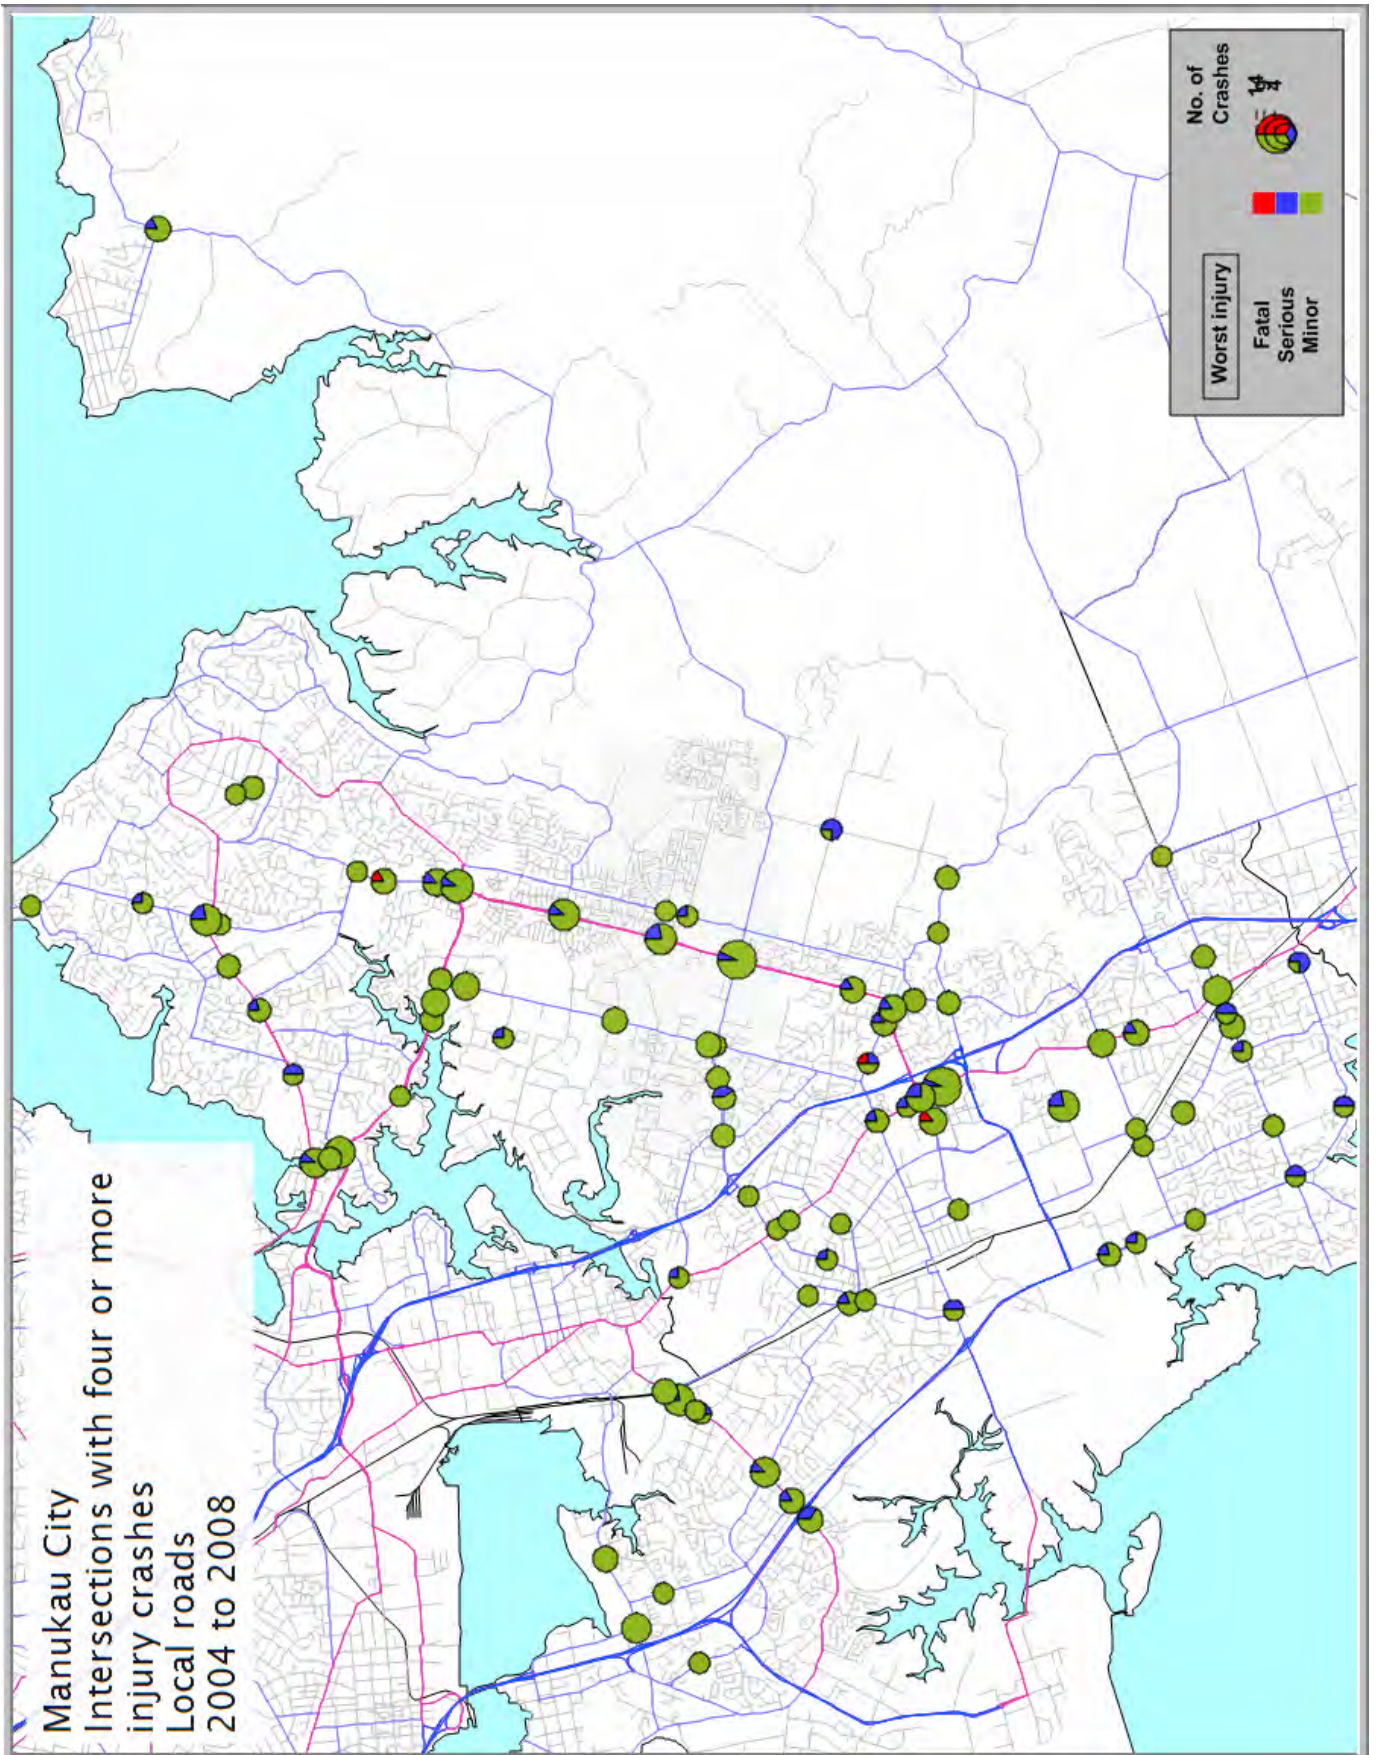 Manukau City
Intersections with four or more
injury crashes
Local roads
2004 to 2008
Worst injury
Fatal
Serious
Minor
No. of
Crashes
4